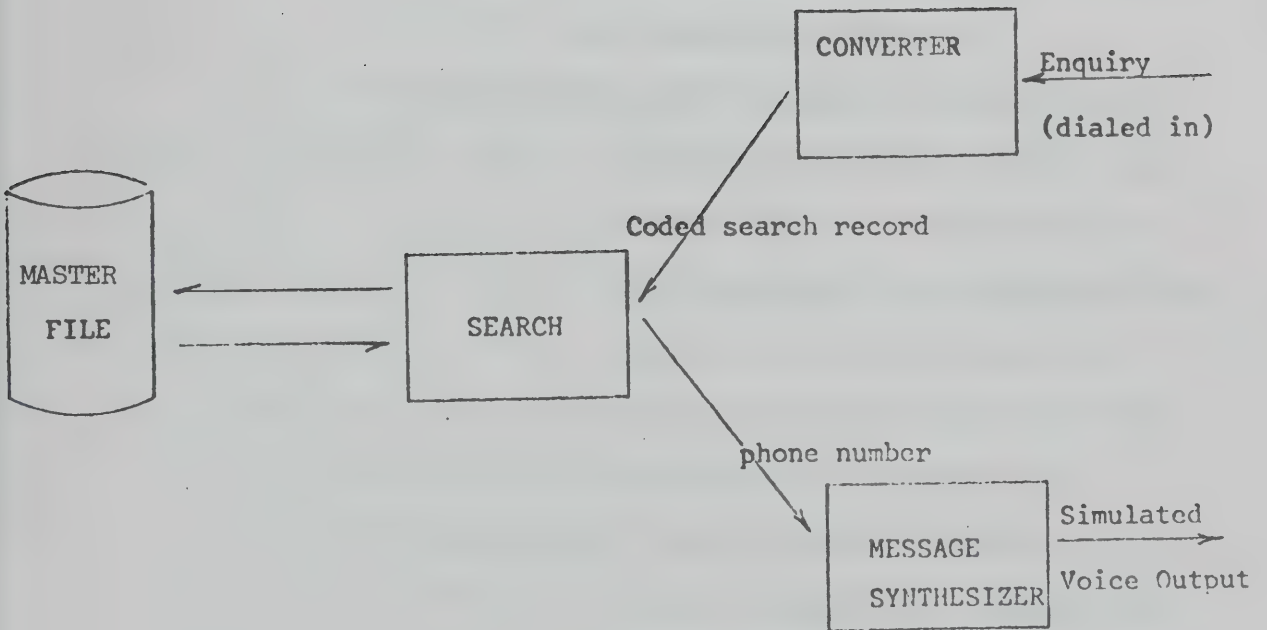 CONVERTER
Enquiry
(dialed in)
Coded search record
MASTER
FILE
SEARCH
phone number
MESSAGE
SYNTHESIZER
Simulated
Voice Output